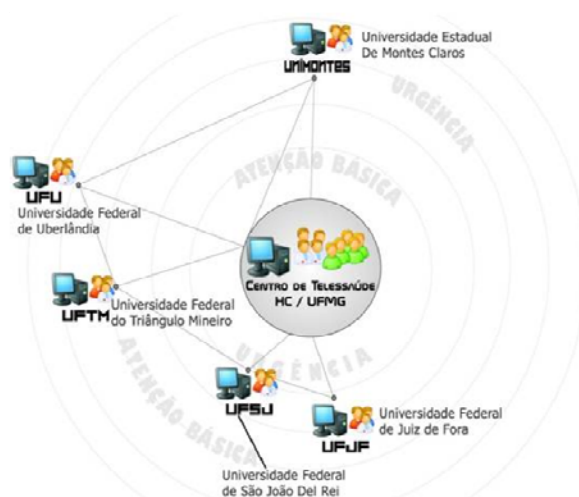 Universidade Estadual
De Montes Claros
UNIMONTES
URGÊNCIA
ATENÇÃO BÁSICA
UFU
Universidade Federal
de Uberlândia
CENTRO DE TELESSAÚDE
HC / UFMG
UFTM
Universidade Federal
do Triângulo Mineiro
URGÊNCIA
ATENÇÃO BÁSICA
UFSJ
UFJF
Universidade Federal
de Juiz de Fora
Universidade Federal
de São João Del Rei